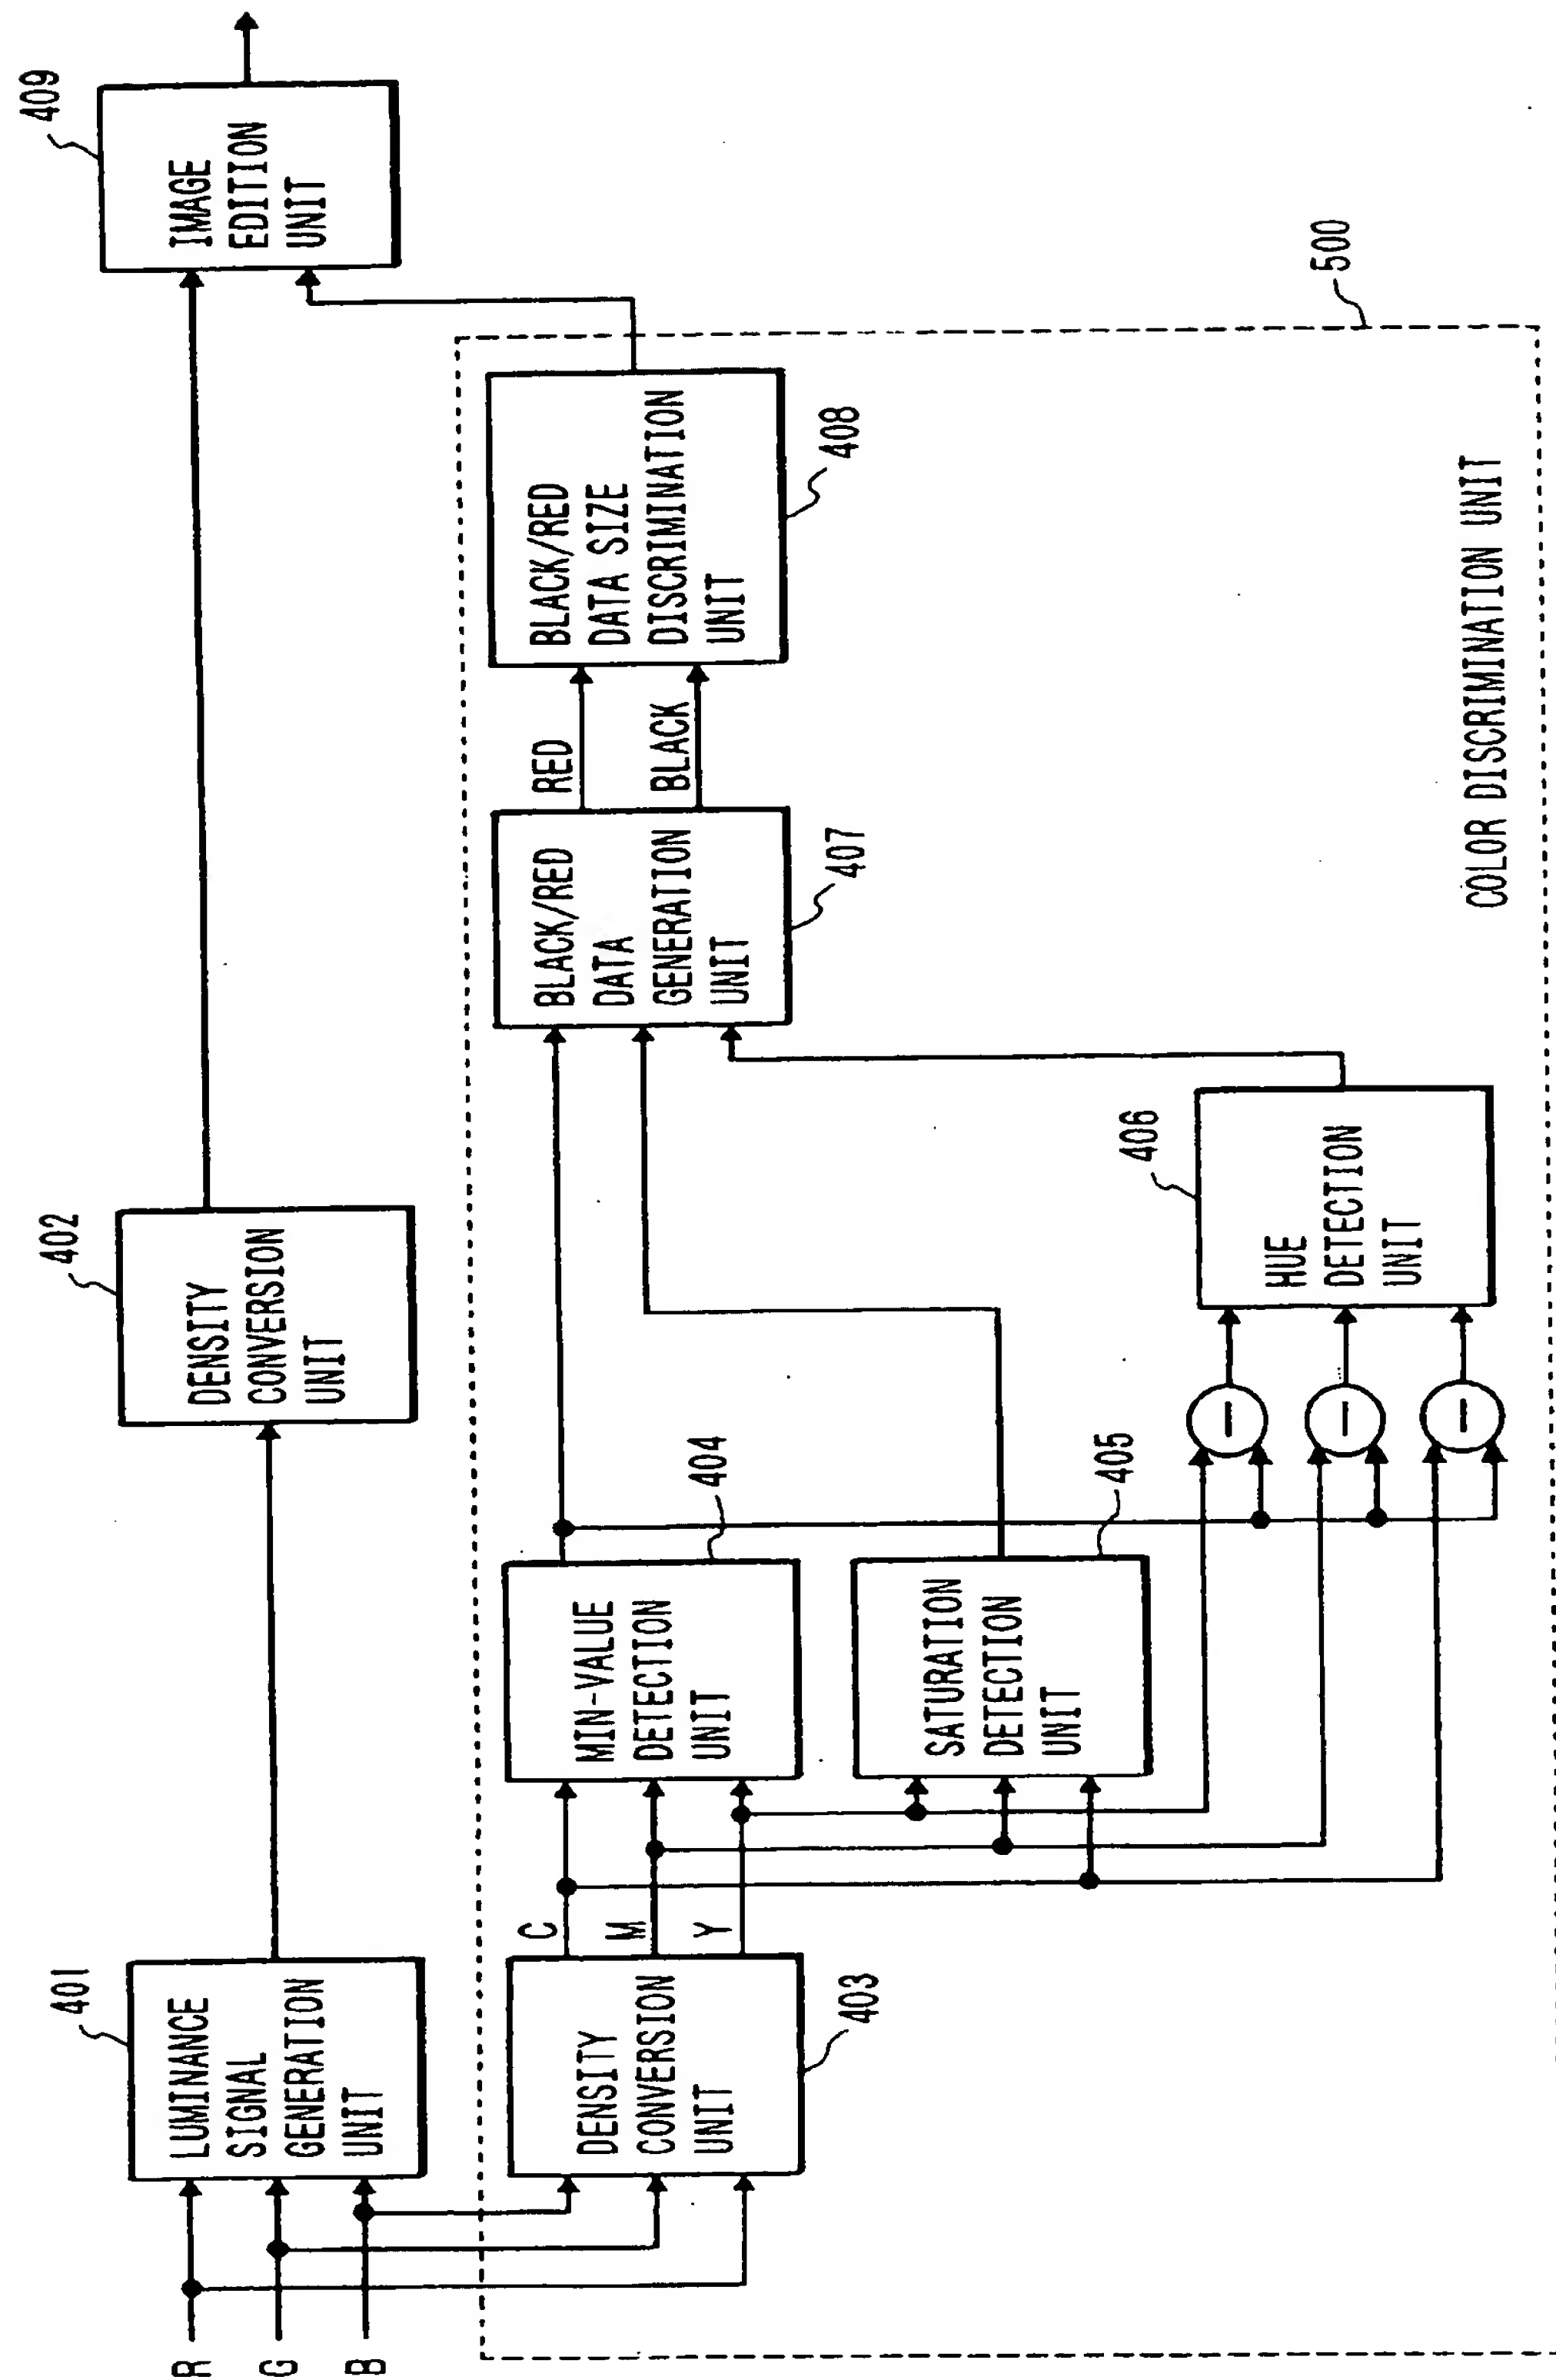 R
G
B
401
LUMINANCE
SIGNAL
GENERATION
UNIT
402
DENSITY
CONVERSION
UNIT
409
IMAGE
EDITION
UNIT
DENSITY
CONVERSION
UNIT
403
C
M
Y
MIN-VALUE
DETECTION
UNIT
404
SATURATION
DETECTION
UNIT
405
HUE
DETECTION
UNIT
406
BLACK/RED
DATA
GENERATION
UNIT
407
RED
BLACK
BLACK/RED
DATA SIZE
DISCRIMINATION
UNIT
408
COLOR DISCRIMINATION UNIT
500